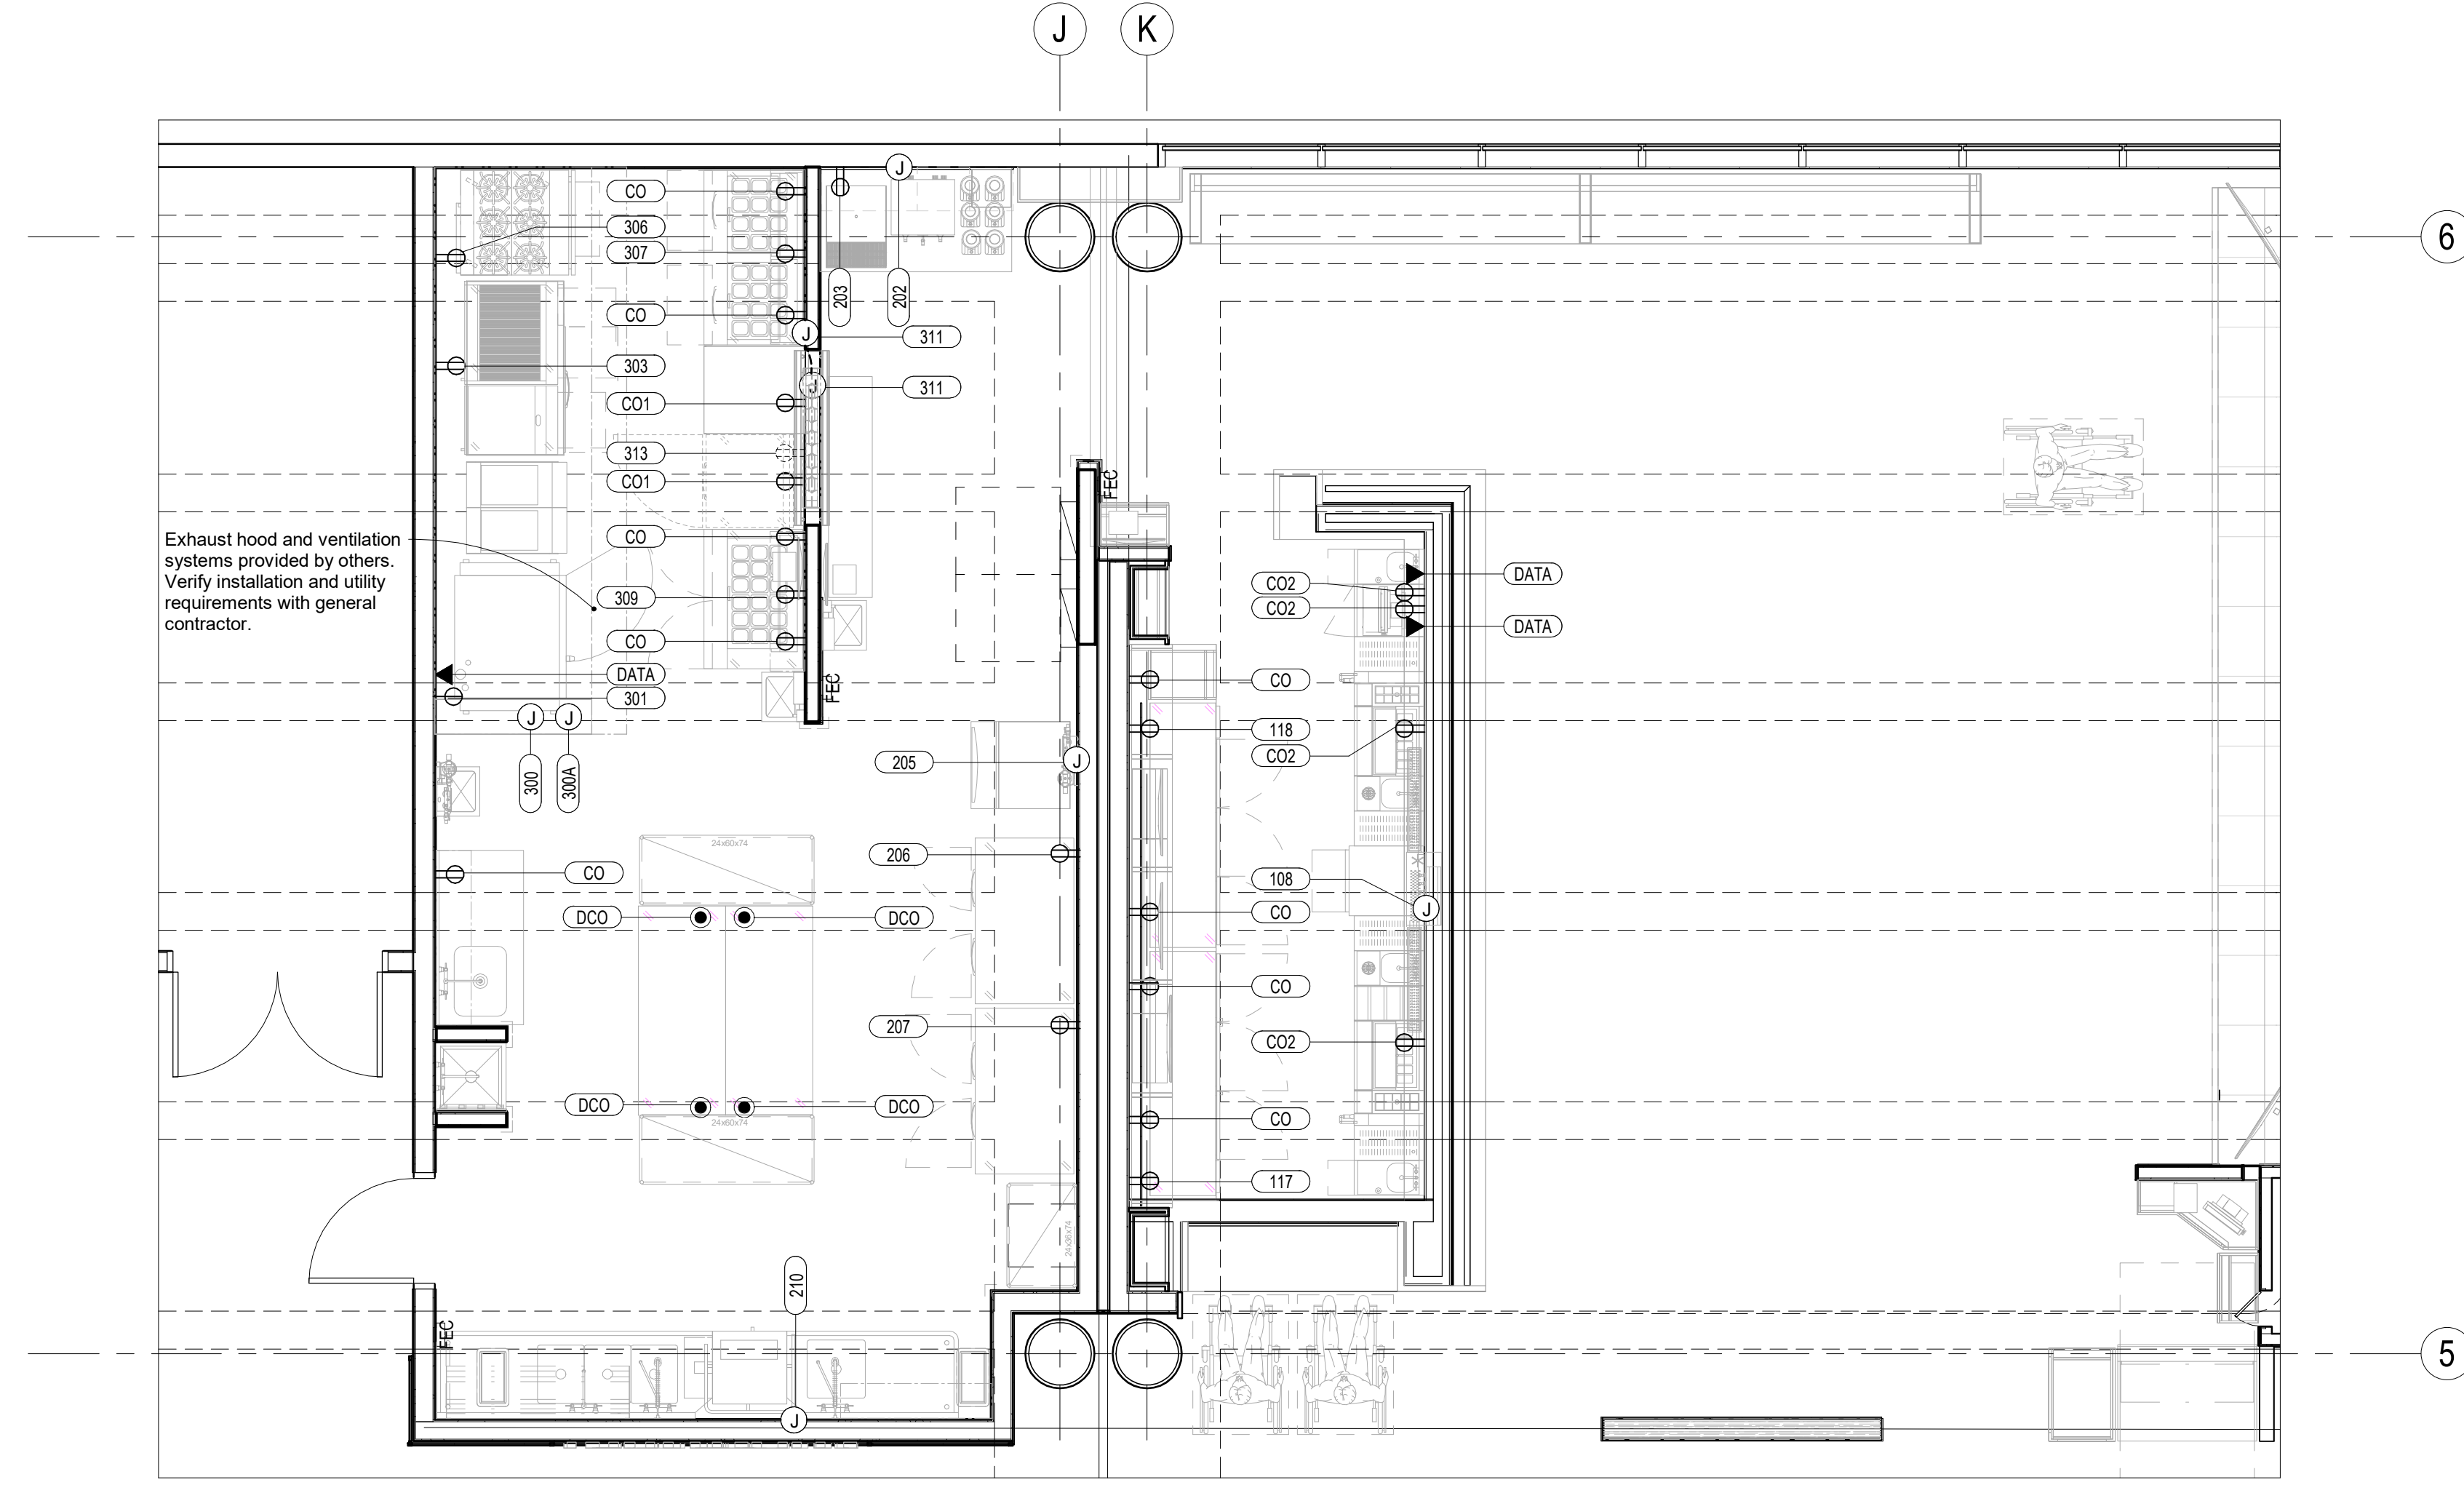 J
K
6
CO
306
307
CO
303
CO1
313
CO1
CO
309
CO
DATA
301
J
203
202
J
311
J
311
Exhaust hood and ventilation
systems provided by others.
Verify installation and utility
requirements with general
contractor.
FEC
FEC
DATA
CO2
CO2
DATA
CO
118
CO2
J
J
300
300A
205
J
24x60x74
206
CO
108
J
DCO
DCO
CO
CO
207
CO2
DCO
DCO
24x60x74
CO
117
24x36x74
210
FEC
J
5